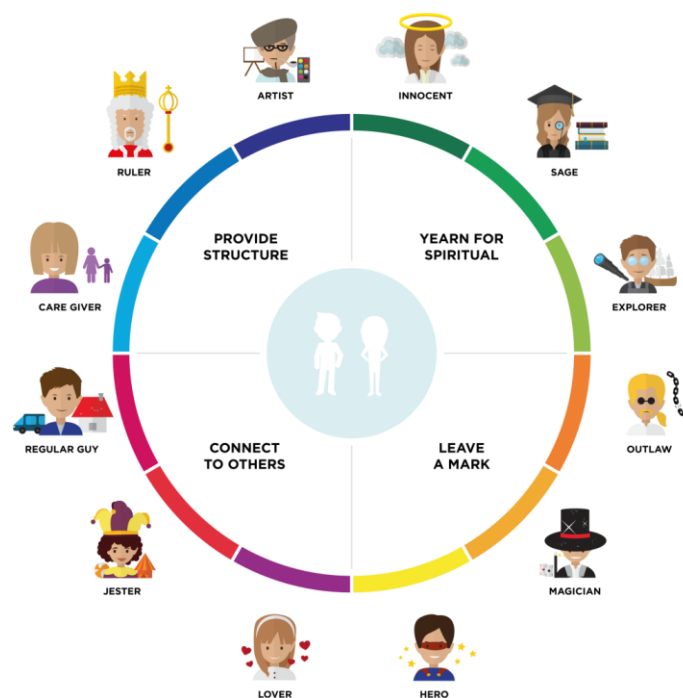 ARTIST
INNOCENT
RULER
SAGE
PROVIDE
STRUCTURE
YEARN FOR
SPIRITUAL
CARE GIVER
EXPLORER
REGULAR GUY
CONNECT
TO OTHERS
LEAVE
A MARK
OUTLAW
JESTER
MAGICIAN
LOVER
HERO